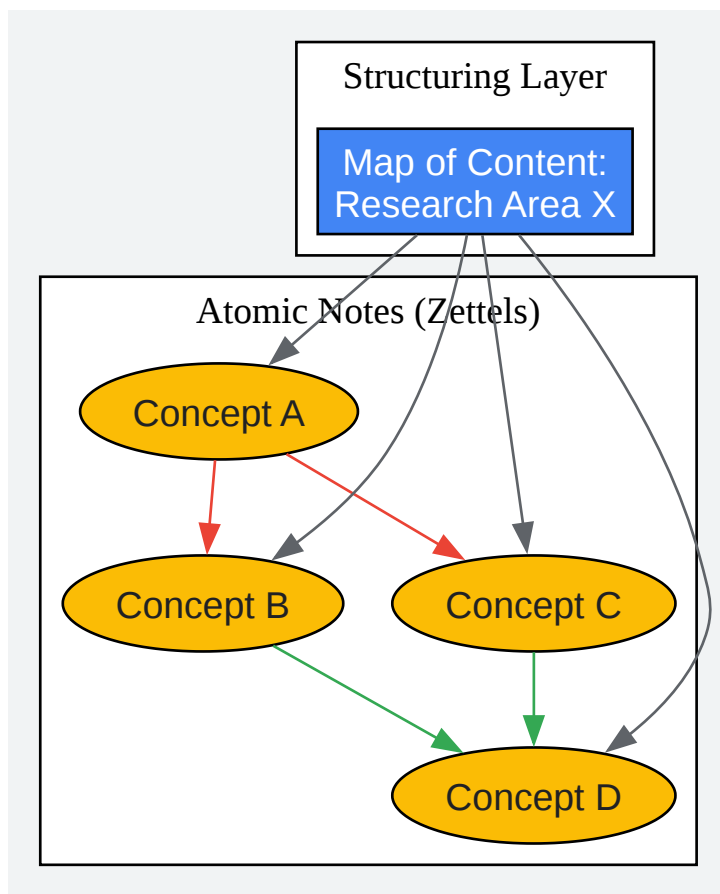 Structuring Layer
Map of Content:
Research Area X
Atomic Notes (Zettels)
Concept A
Concept B
Concept C
Concept D